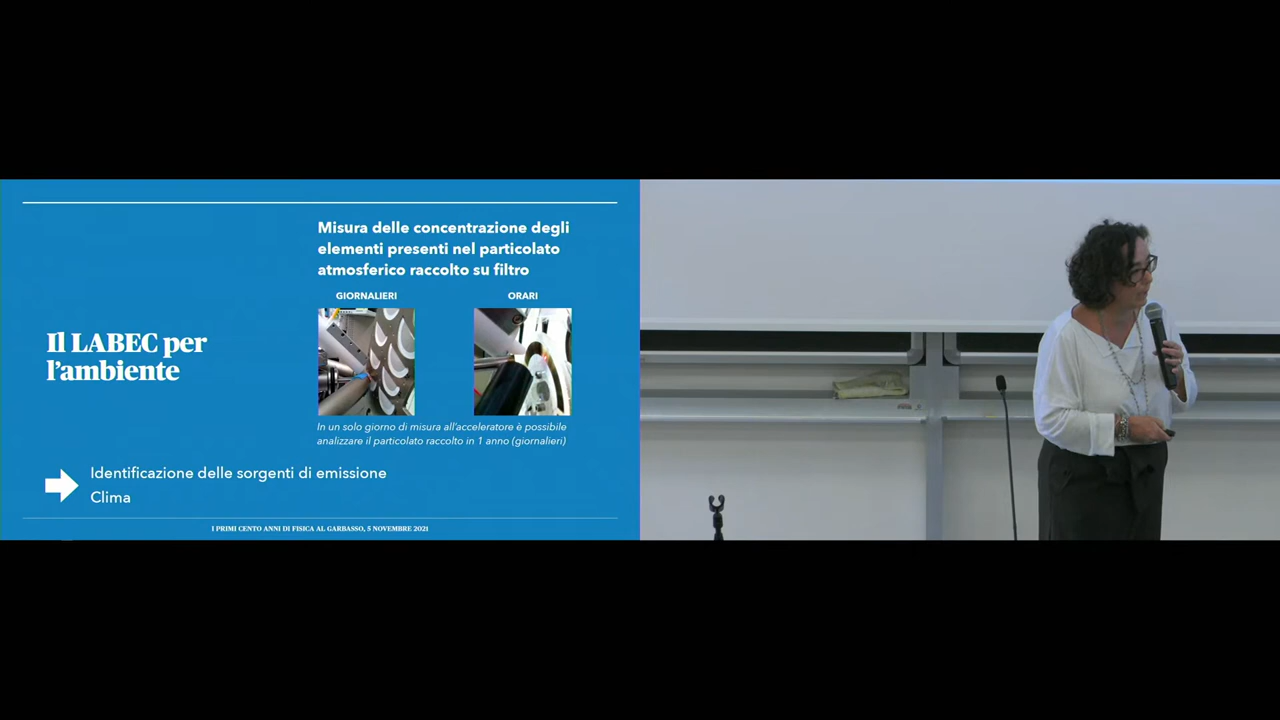 Misura delle concentrazione degli
elementi presenti nel particolato
atmosferico raccolto su filtro
GIORNALIERI
ORARI
Il LABEC per
l'ambiente
In un solo giorno di misura all'acceleratore è possibile
analizzare il particolato raccolto in 1 anno (giornalieri)
Identificazione delle sorgenti di emissione
Clima
I PRIMI CENTO ANNI DI FISICA AL GARBASSO, 5 NOVEMBRE 2021